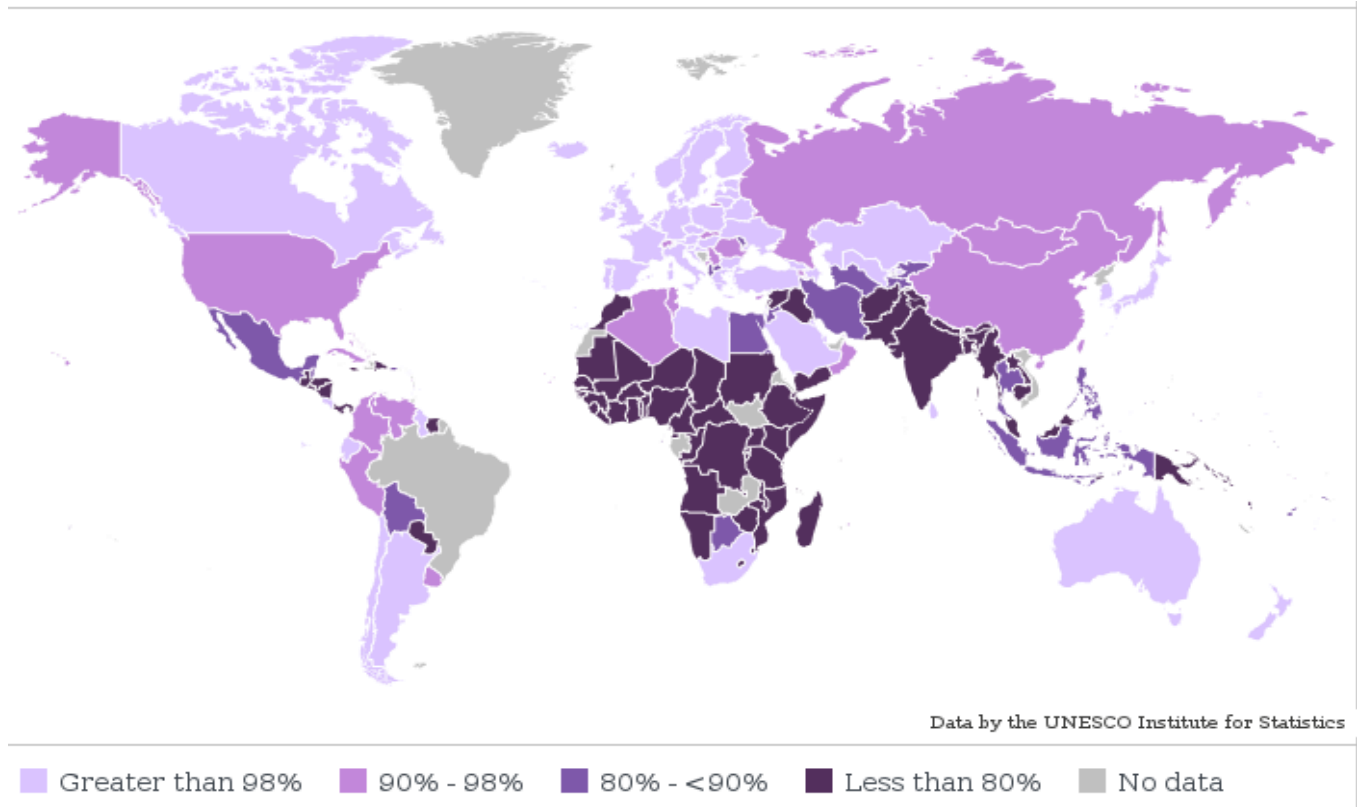 Data by the UNESCO Institute for Statistics
Greater than 98% 90% - 98% 80% - <90% Less than 80% No data